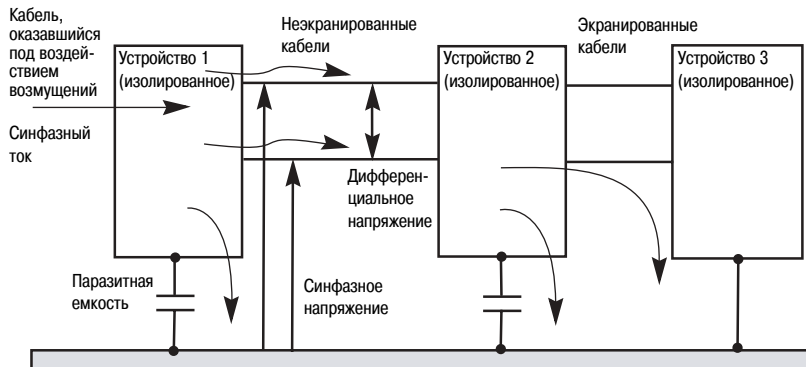 Кабель,
оказавшийся
под воздей-
ствием
возмущений
Синфазный
ток
Устройство 1
(изолированное)
Неэкранированные
кабели
Устройство 2
(изолированное)
Экранированные
кабели
Устройство 3
(изолированное)
Дифферен-
циальное
напряжение
Паразитная
емкость
Синфазное
напряжение